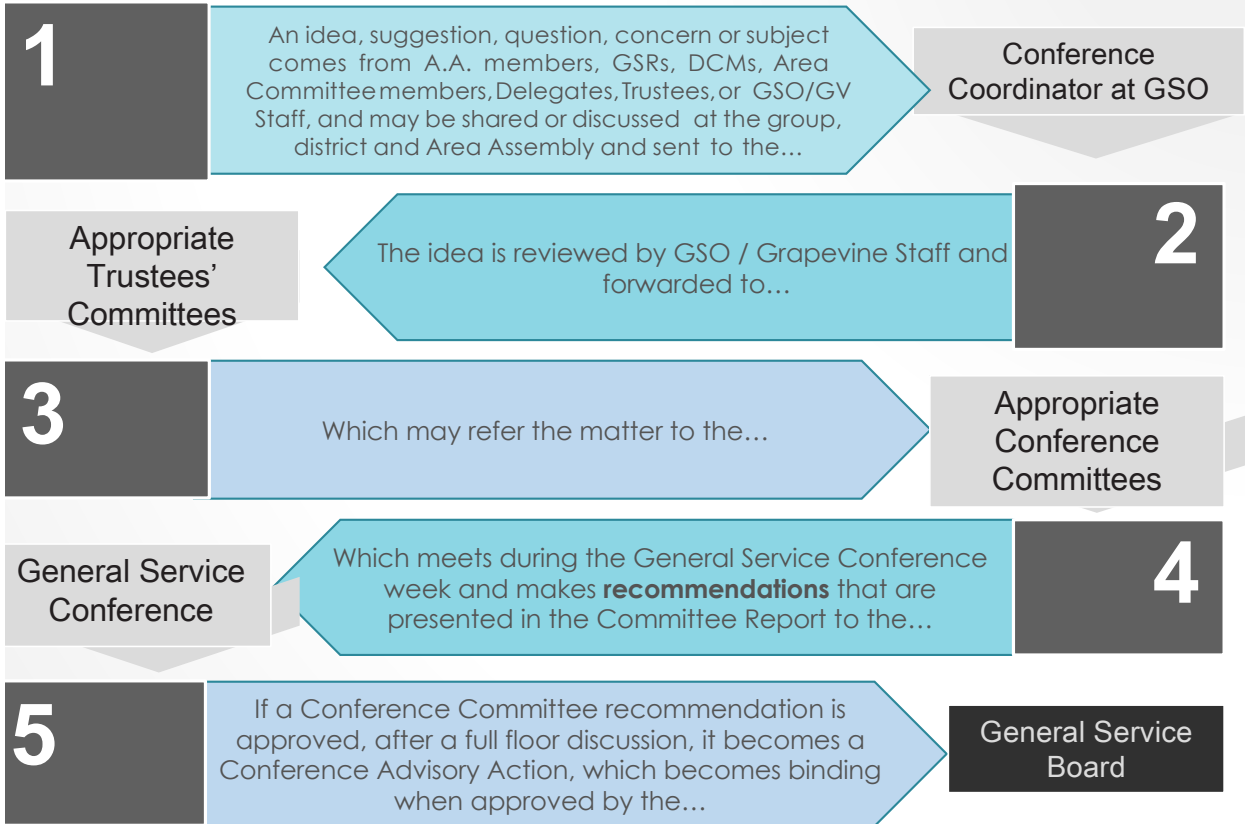 1
An idea, suggestion, question, concern or subject
comes from A.A. members, GSRs, DCMs, Area
Committee members, Delegates, Trustees, or GSO/GV
Staff, and may be shared or discussed at the group,
district and Area Assembly and sent to the…
Conference
Coordinator at GSO
2
The idea is reviewed by GSO / Grapevine Staff and
forwarded to…
Appropriate
Trustees’
Committees
3
Which may refer the matter to the…
Appropriate
Conference
Committees
4
Which meets during the General Service Conference
week and makes recommendations that are
presented in the Committee Report to the…
General Service
Conference
5
If a Conference Committee recommendation is
approved, after a full floor discussion, it becomes a
Conference Advisory Action, which becomes binding
when approved by the…
General Service
Board